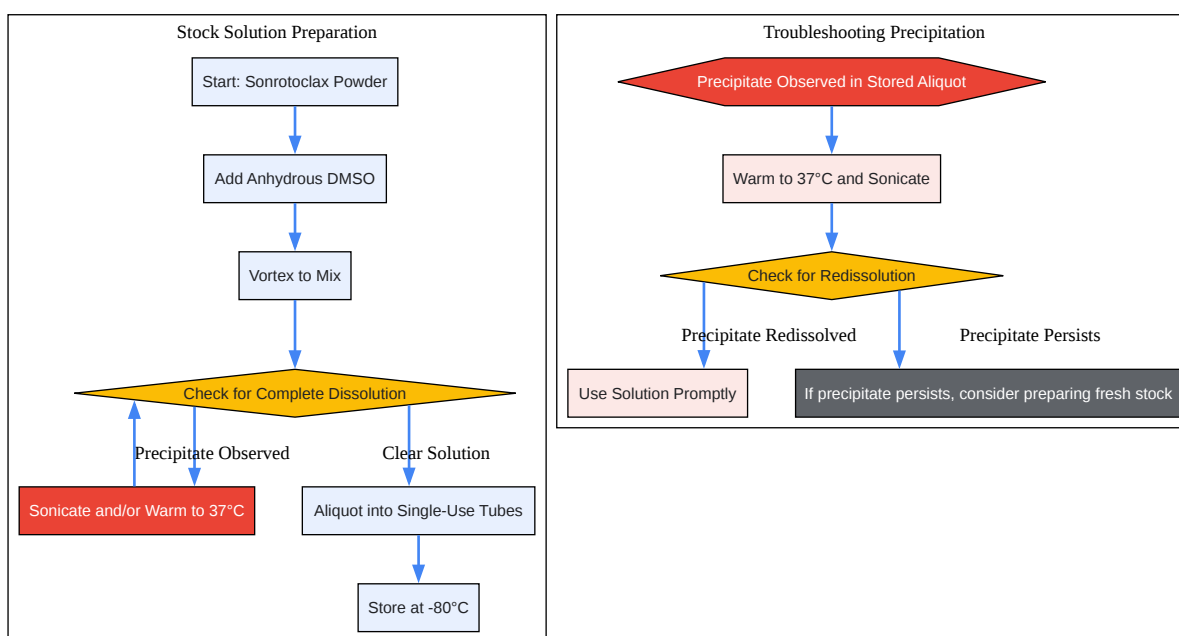 Stock Solution Preparation
Start: Sonrotoclax Powder
Add Anhydrous DMSO
Vortex to Mix
Check for Complete Dissolution
Precipitate Observed
Clear Solution
Sonicate and/or Warm to 37°C
Aliquot into Single-Use Tubes
Store at -80°C
Troubleshooting Precipitation
Precipitate Observed in Stored Aliquot
Warm to 37°C and Sonicate
Check for Redissolution
Precipitate Redissolved
Precipitate Persists
Use Solution Promptly
If precipitate persists, consider preparing fresh stock